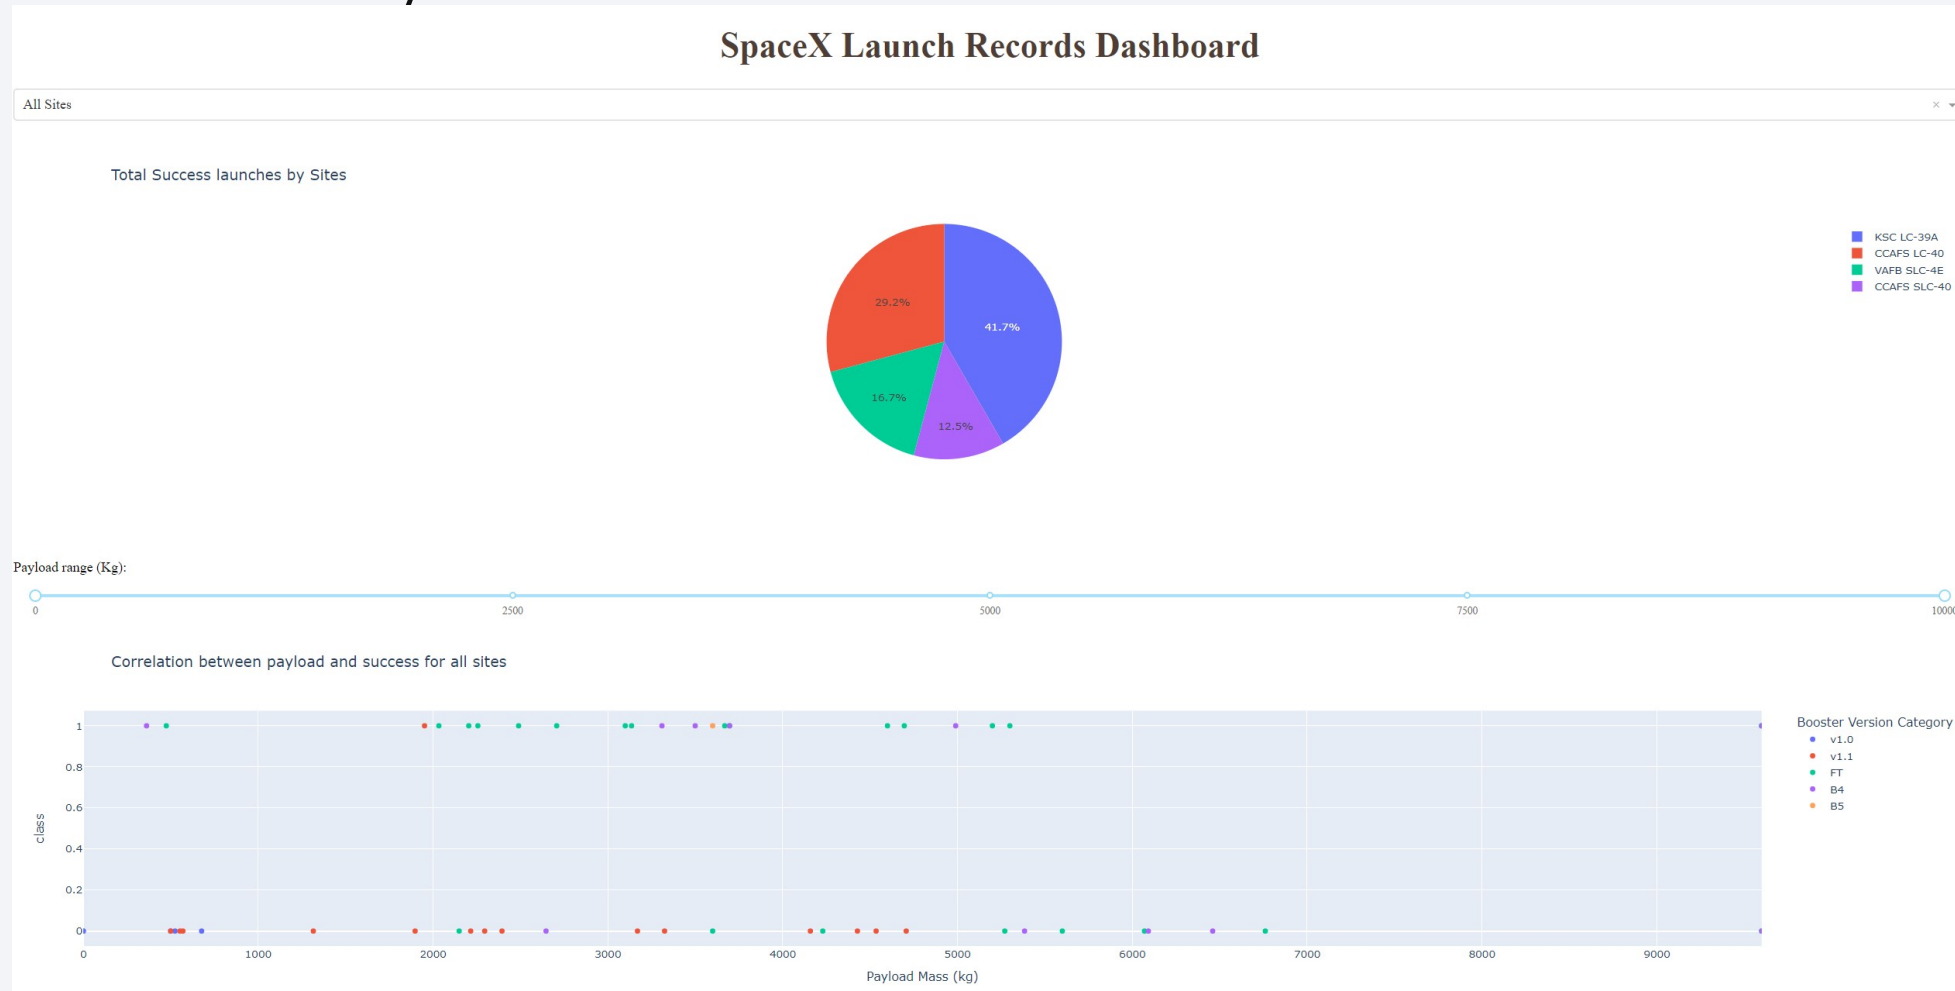 SpaceX Launch Records Dashboard
All Sites
×
Total Success launches by Sites
29.2%
41.7%
16.7%
12.5%
KSC LC-39A
CCAFS LC-40
VAFB SLC-4E
CCAFS SLC-40
Payload range (Kg):
0 2500 5000 7500 1000
Correlation between payload and success for all sites
1
0.8
0.6
0.4
0.2
0
class
0 1000 2000 3000 4000 5000 6000 7000 8000 9000
Payload Mass (kg)
Booster Version Category
v1.0
v1.1
FT
B4
B5